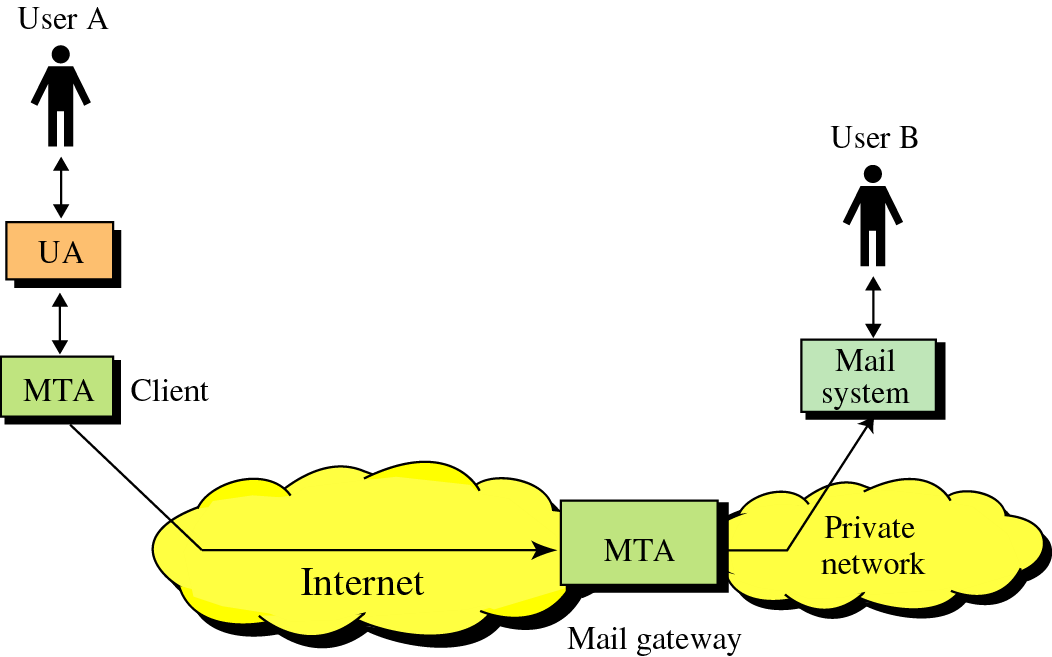 User A
User B
UA
Mail
system
MTA
Client
Private
network
MTA
Internet
Mail gateway